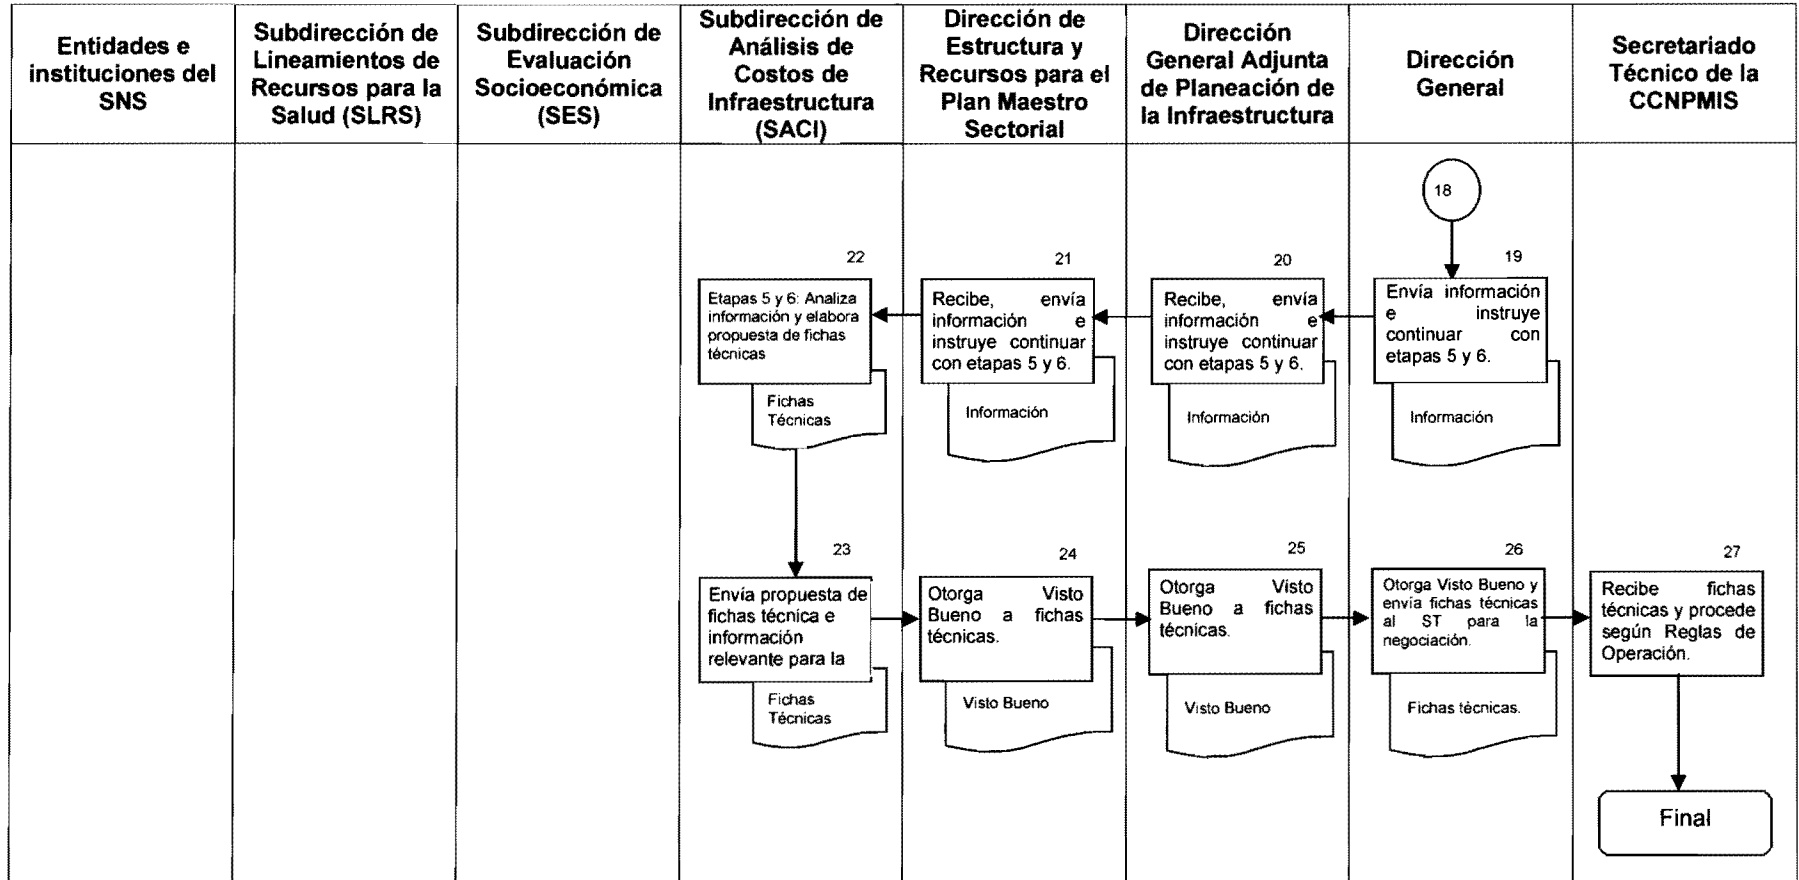 Entidades e
instituciones del
SNS
Subdirección de
Lineamientos de
Recursos para la
Salud (SLRS)
Subdirección de
Evaluación
Socioeconómica
(SES)
Subdirección de
Análisis de
Costos de
Infraestructura
(SACI)
Dirección de
Estructura y
Recursos para el
Plan Maestro
Sectorial
Dirección
General Adjunta
de Planeación de
la Infraestructura
Dirección
General
Secretariado
Técnico de la
CCNPMIS
18
19
Envía información
e instruye
continuar con
etapas 5 y 6.
Información
20
Recibe, envía
información e
instruye continuar
con etapas 5 y 6.
Información
21
Recibe, envía
información e
instruye continuar
con etapas 5 y 6.
Información
22
Etapas 5 y 6: Analiza
información y elabora
propuesta de fichas
técnicas
Fichas
Técnicas
23
Envía propuesta de
fichas técnica e
información
relevante para la
Fichas
Técnicas
24
Otorga Visto
Bueno a fichas
técnicas.
Visto Bueno
25
Otorga Visto
Bueno a fichas
técnicas.
Visto Bueno
26
Otorga Visto Bueno y
envía fichas técnicas
al ST para la
negociación.
Fichas técnicas.
27
Recibe fichas
técnicas y procede
según Reglas de
Operación.
Final